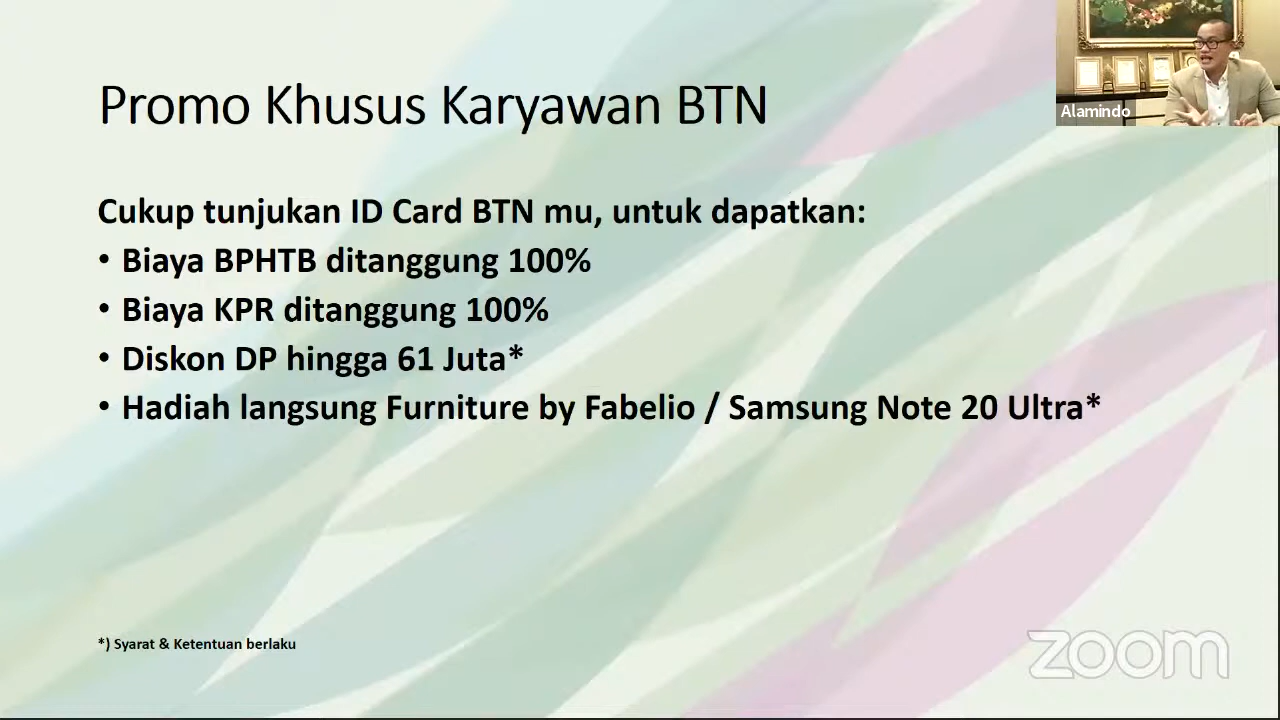 Promo Khusus Karyawan BTN
Alamindo
Cukup tunjukan ID Card BTN mu, untuk dapatkan:
• Biaya BPHTB ditanggung 100%
• Biaya KPR ditanggung 100%
• Diskon DP hingga 61 Juta*
• Hadiah langsung Furniture by Fabelio / Samsung Note 20 Ultra*
*) Syarat & Ketentuan berlaku
zoom